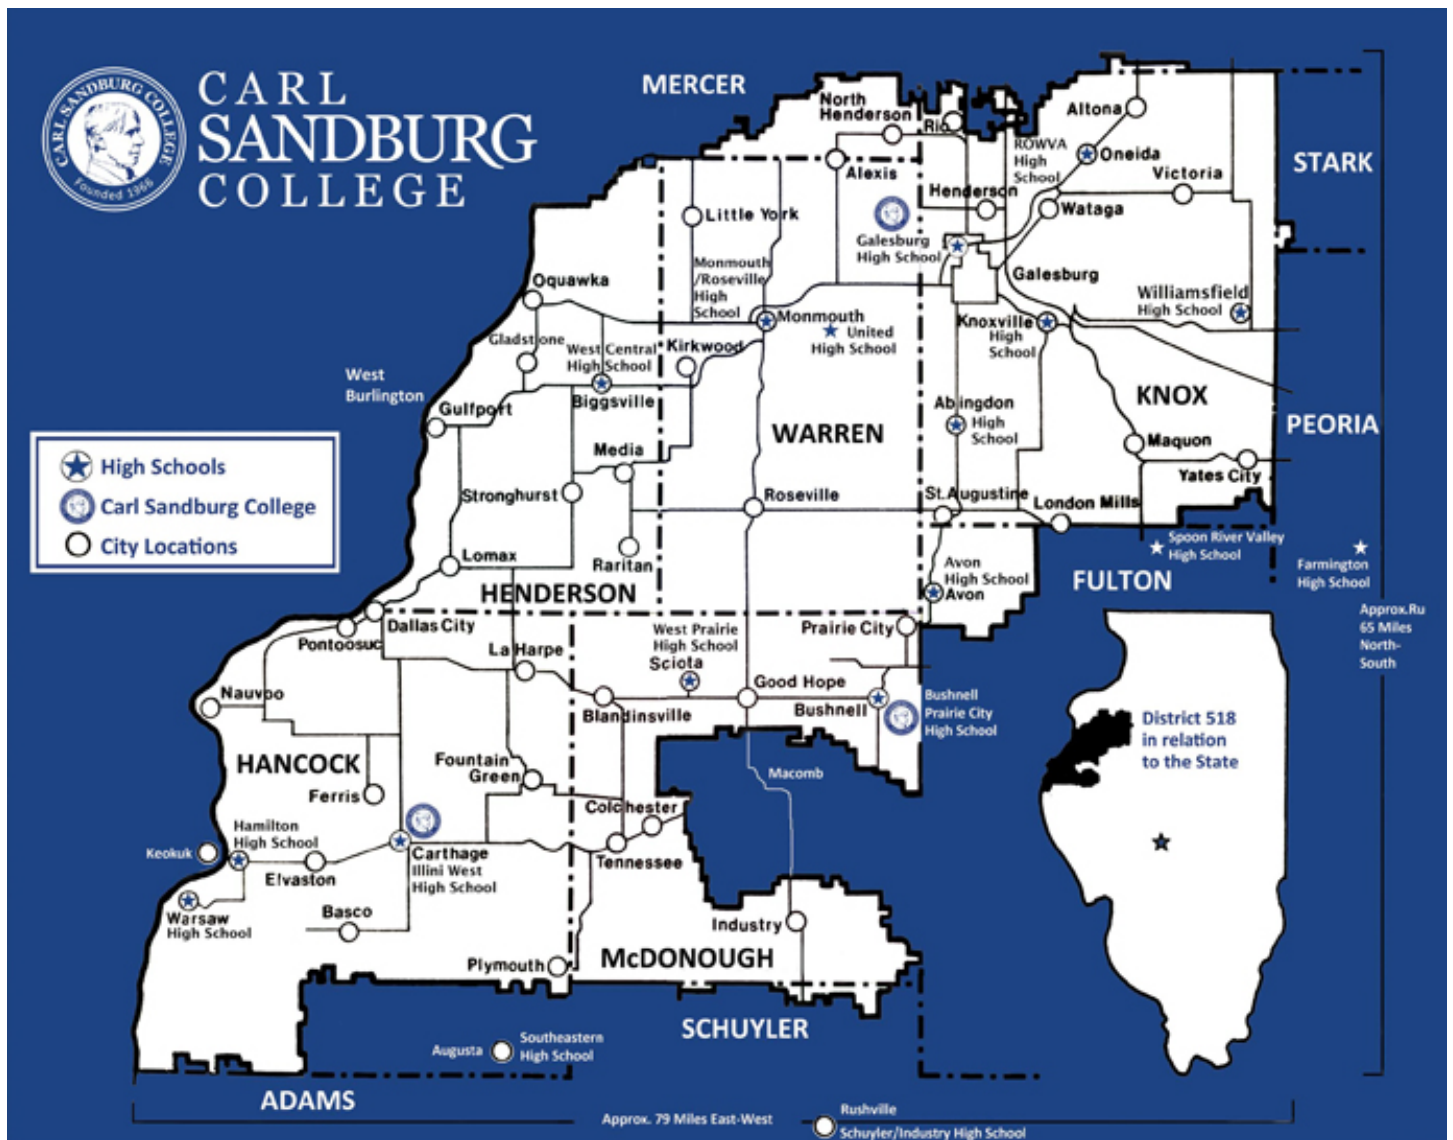 CARL
SANDBURG
COLLEGE
CARL SANDBURG COLLEGE
Founded 1966
MERCER
North
Henderson
Rio
Altona
ROWVA
High
School
Oneida
STARK
Alexis
Henderson
Victoria
Wataga
Little York
Galesburg
High School
Galesburg
Monmouth
/Roseville
High
School
Oquawka
Williamsfield
High School
Monmouth
United
High School
Knoxville
High
School
Gladstone
West Central
High School
Kirkwood
West
Burlington
Biggsville
Gulfport
KNOX
Abingdon
High
School
WARREN
PEORIA
Maquon
Yates City
Media
Stronghurst
Roseville
St. Augustine
London Mills
High Schools
Carl Sandburg College
City Locations
Lomax
Raritan
HENDERSON
Avon
High School
Avon
Spoon River Valley
High School
Farmington
High School
FULTON
Approx.Ru
65 Miles
North-
South
Dallas City
Pontoosuc
West Prairie
High School
Sciota
Prairie City
La Harpe
Nauvoo
Good Hope
Blandinsville
Bushnell
Bushnell
Prairie City
High School
District 518
in relation
to the State
HANCOCK
Fountain
Green
Macomb
Ferris
Colchester
Hamilton
High School
Keokuk
Elvaston
Carthage
Illini West
High School
Tennessee
Warsaw
High School
Basco
Industry
Plymouth
McDONOUGH
SCHUYLER
Augusta
Southeastern
High School
ADAMS
Approx. 79 Miles East-West
Rushville
Schuyler/Industry High School